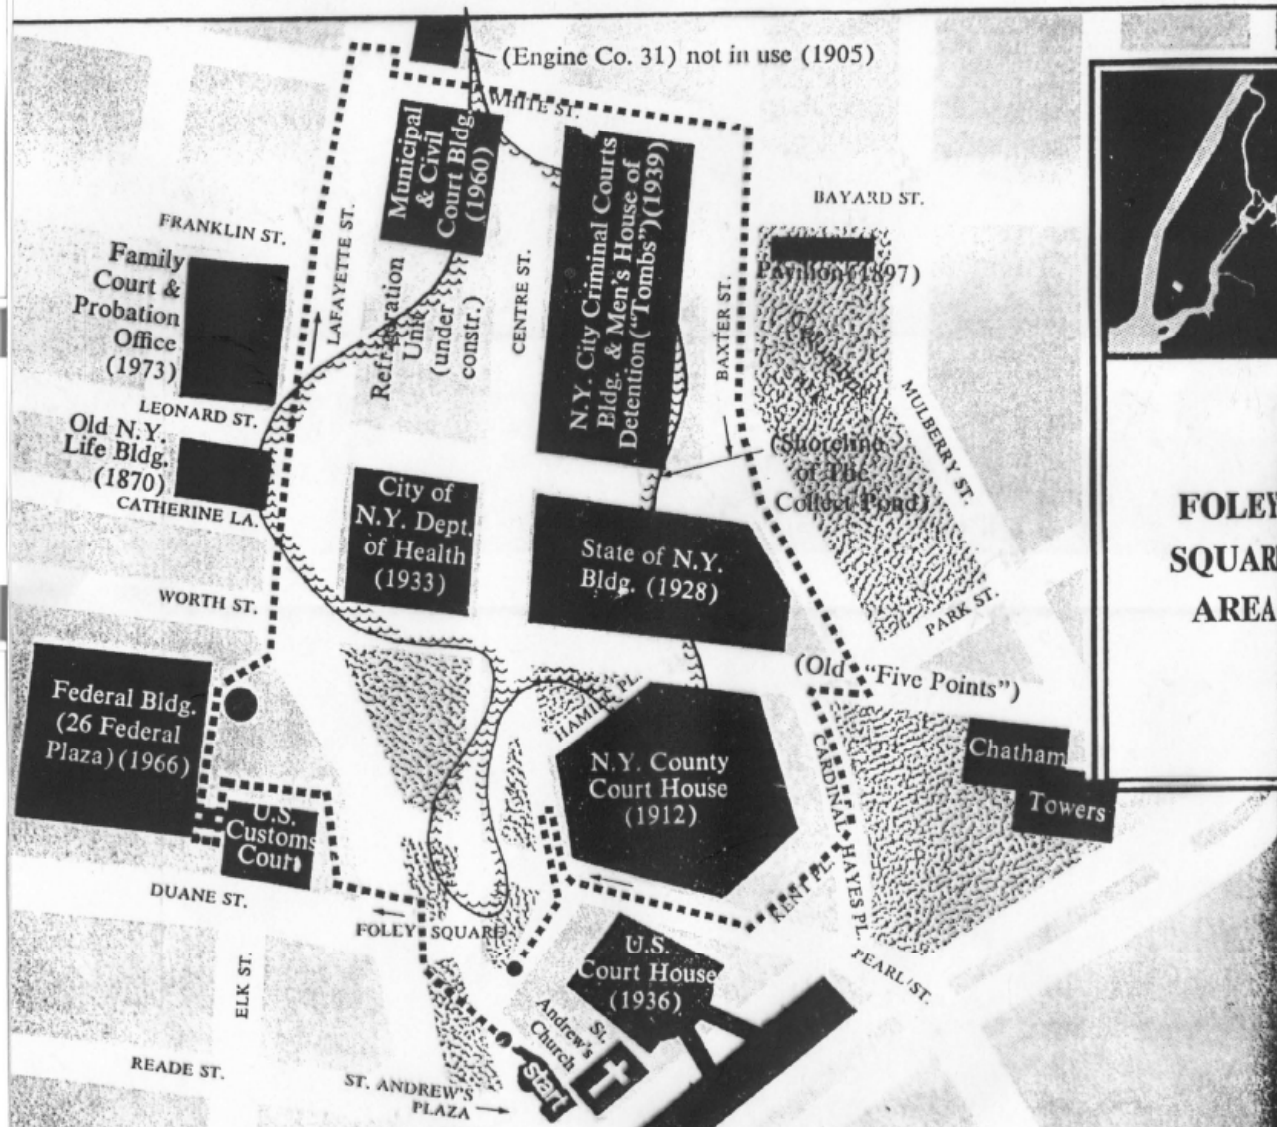 (Engine Co. 31) not in use (1905)
WHITE ST.
Municipal
& Civil
Court Bldg.
(1960)
N.Y. City Criminal Courts
Bldg. & Men's House of
Detention("Tombs")(1939)
BAYARD ST.
Pavilion(1897)
FRANKLIN ST.
LAFAYETTE ST.
CENTRE ST.
BAXTER ST.
MULBERRY ST.
Family
Court &
Probation
Office
(1973)
Refrigeration
Unit
(under
constr.)
LEONARD ST.
Old N.Y.
Life Bldg.
(1870)
CATHERINE LA.
(Shoreline
of The
Collect Pond)
City of
N.Y. Dept.
of Health
(1933)
State of N.Y.
Bldg. (1928)
FOLEY
SQUAR
AREA
WORTH ST.
PARK ST.
(Old "Five Points")
Federal Bldg.
(26 Federal
Plaza)(1966)
HAMILL PL.
N.Y. County
Court House
(1912)
CARDINAL HAYES PL.
Chatham
Towers
U.S.
Customs
Court
KENT PL.
DUANE ST.
FOLEY SQUARE
PEARL ST.
ELK ST.
U.S.
Court House
(1936)
St.
Andrew's
Church
READE ST.
ST. ANDREW'S
PLAZA
Start